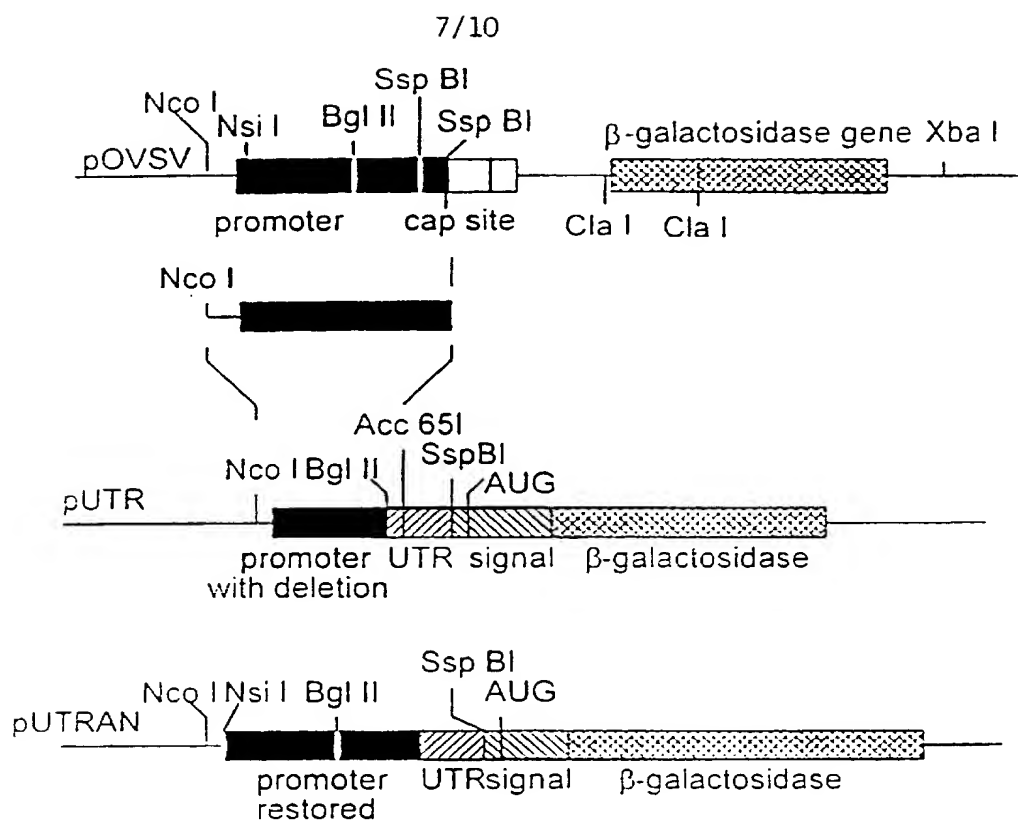 7/10
Ssp BI
Nco I
Nsi I
Bgl II
Ssp BI
β-galactosidase gene
Xba I
pOVSV
promoter
cap site
Cla I
Cla I
Nco I
Acc 65I
Nco I
Bgl II
SspBI
AUG
pUTR
promoter
with deletion
UTR
signal
β-galactosidase
Ssp BI
Nco I
Nsi I
Bgl II
AUG
pUTRAN
promoter
restored
UTR
signal
β-galactosidase